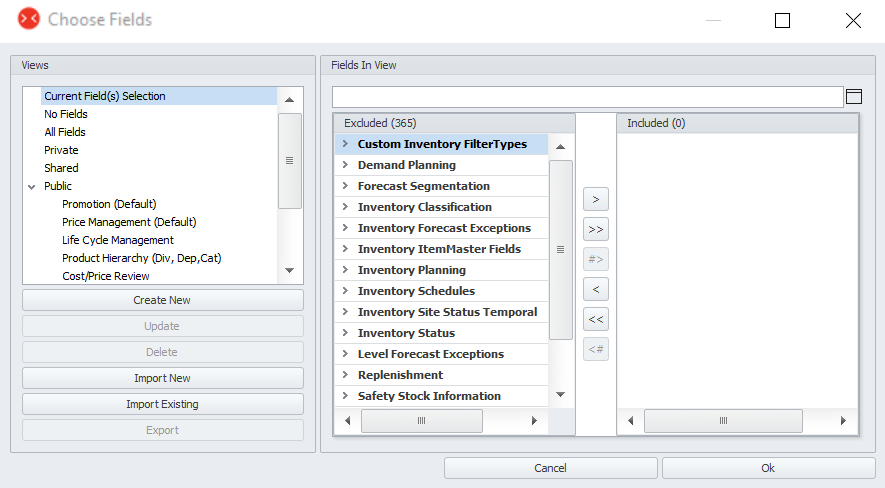 Choose Fields
Views
Current Field(s) Selection
No Fields
All Fields
Private
Shared
Public
Promotion (Default)
Price Management (Default)
Life Cycle Management
Product Hierarchy (Div, Dep,Cat)
Cost/Price Review
Create New
Update
Delete
Import New
Import Existing
Export
Fields In View
Excluded (365)
Custom Inventory FilterTypes
Demand Planning
Forecast Segmentation
Inventory Classification
Inventory Forecast Exceptions
Inventory ItemMaster Fields
Inventory Planning
Inventory Schedules
Inventory Site Status Temporal
Inventory Status
Level Forecast Exceptions
Replenishment
Safety Stock Information
>
>>
#>
<
<<
<#
Included (0)
Cancel
Ok